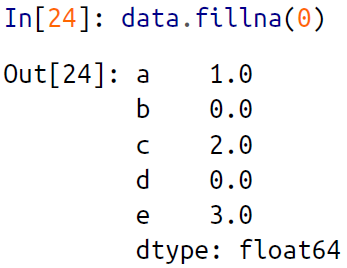 In[24]: data.fillna(0)
Out[24]: a    1.0
         b    0.0
         c    2.0
         d    0.0
         e    3.0
         dtype: float64